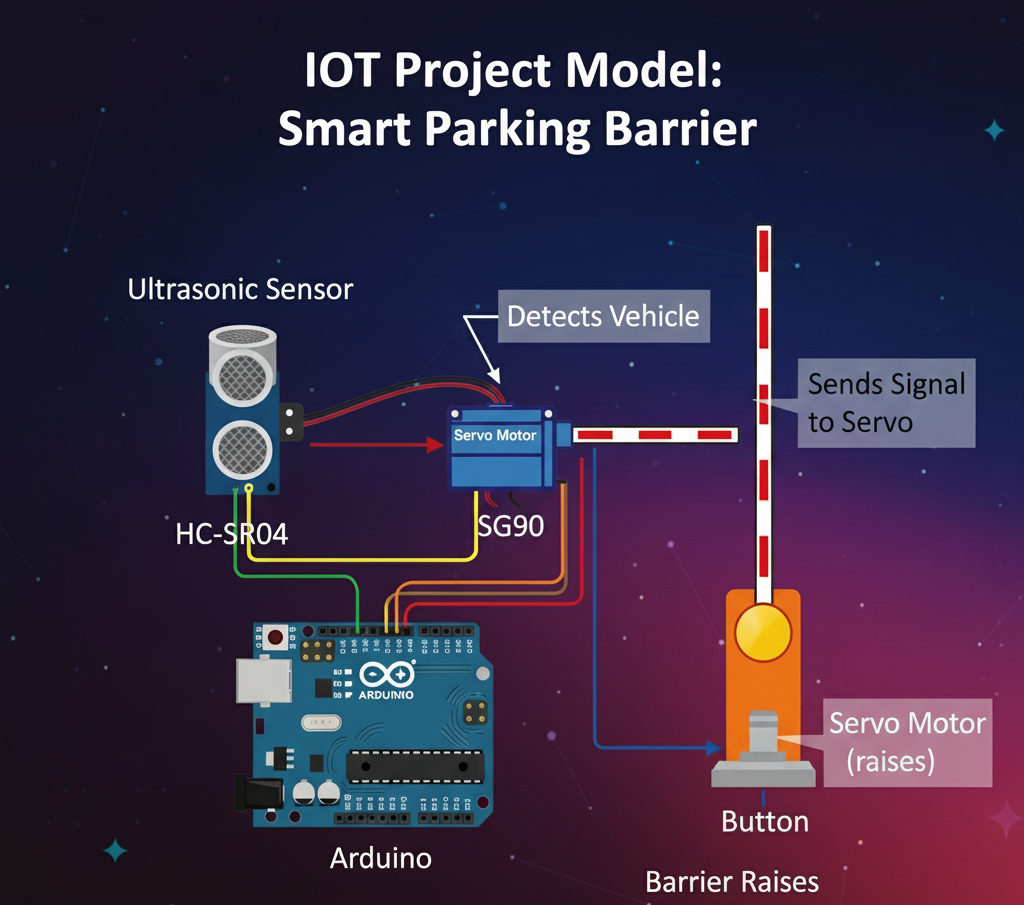 IOT Project Model:
Smart Parking Barrier
Ultrasonic Sensor
Detects Vehicle
Sends Signal
to Servo
Servo Motor
HC-SR04
SG90
ARDUINO
Servo Motor
(raises)
Button
Arduino
Barrier Raises